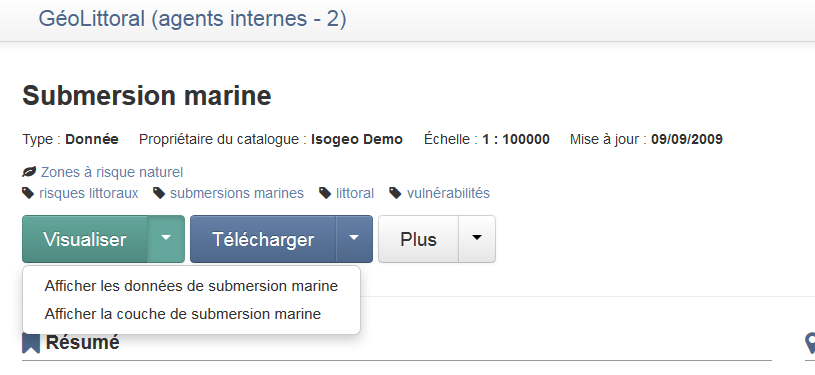 GéoLittoral (agents internes - 2)
Submersion marine
Type : Donnée Propriétaire du catalogue : Isogeo Demo Échelle : 1 : 100000 Mise à jour : 09/09/2009
Zones à risque naturel
risques littoraux submersions marines littoral vulnérabilités
Visualiser Télécharger Plus
Afficher les données de submersion marine
Afficher la couche de submersion marine
Résumé